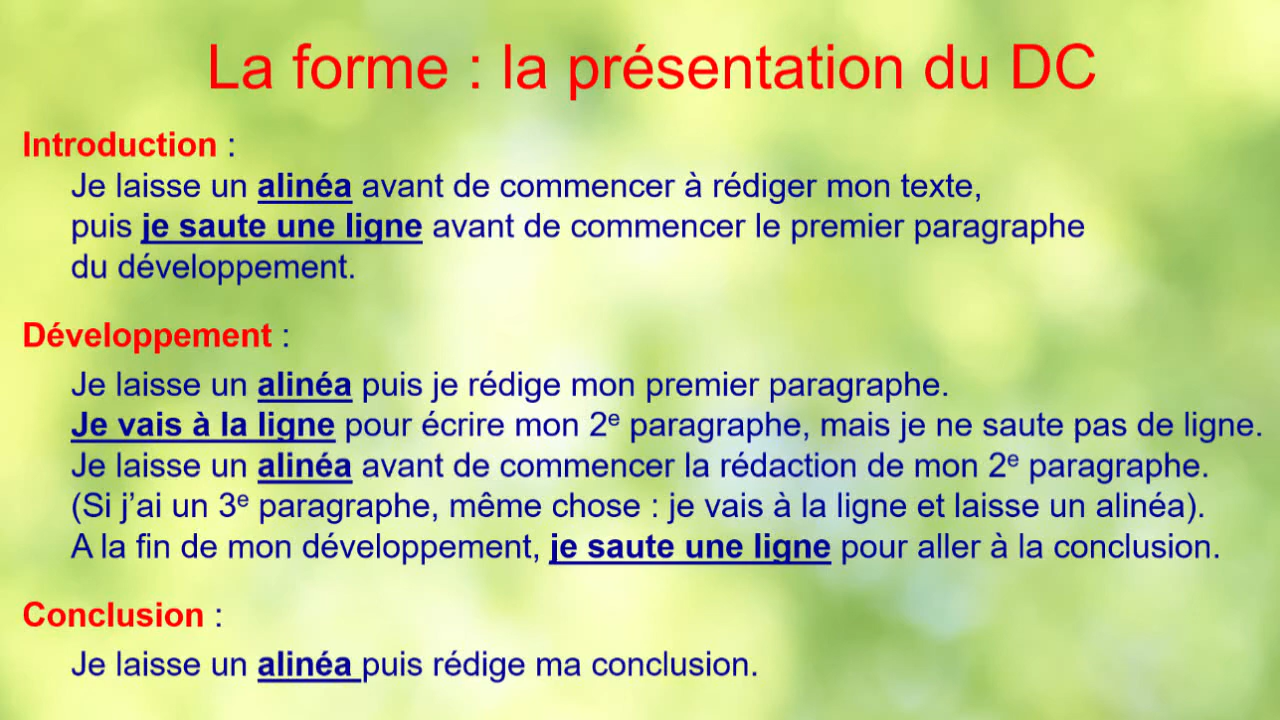 La forme : la présentation du DC
Introduction :
Je laisse un alinéa avant de commencer à rédiger mon texte,
puis je saute une ligne avant de commencer le premier paragraphe
du développement.
Développement :
Je laisse un alinéa puis je rédige mon premier paragraphe.
Je vais à la ligne pour écrire mon 2e paragraphe, mais je ne saute pas de ligne.
Je laisse un alinéa avant de commencer la rédaction de mon 2e paragraphe.
(Si j’ai un 3e paragraphe, même chose : je vais à la ligne et laisse un alinéa).
A la fin de mon développement, je saute une ligne pour aller à la conclusion.
Conclusion :
Je laisse un alinéa puis rédige ma conclusion.